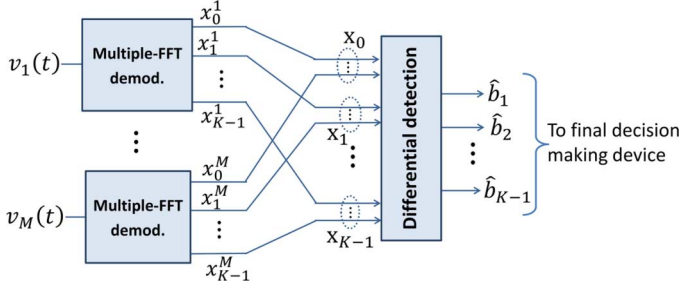 x_0^1
v_1(t)
Multiple-FFT
demod.
x_1^1
⋮
x_{K-1}^1
⋮
x_0^M
v_M(t)
Multiple-FFT
demod.
x_1^M
⋮
x_{K-1}^M
x_0
⋮
x_1
⋮
⋮
⋮
x_{K-1}
Differential detection
b̂_1
b̂_2
⋮
b̂_{K-1}
To final decision
making device